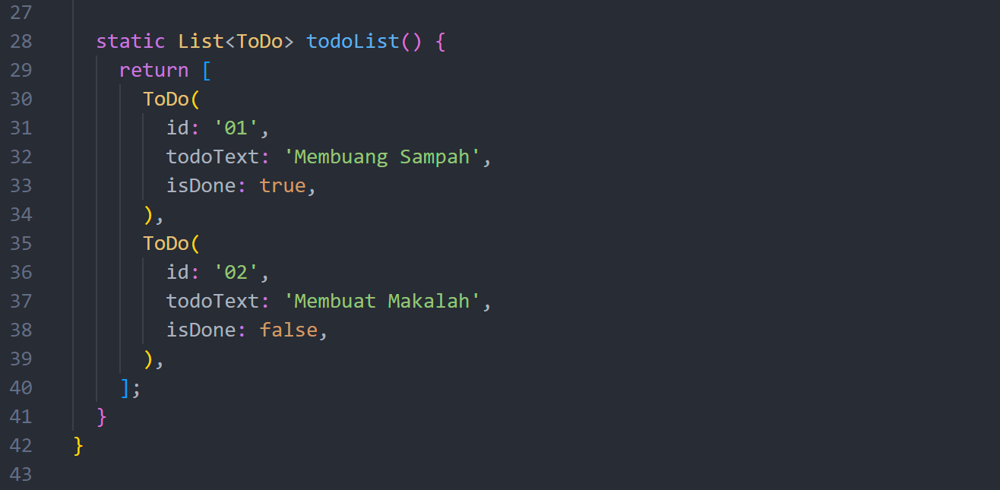 27
28 static List<ToDo> todoList() {
29 return [
30 ToDo(
31 id: '01',
32 todoText: 'Membuang Sampah',
33 isDone: true,
34 ),
35 ToDo(
36 id: '02',
37 todoText: 'Membuat Makalah',
38 isDone: false,
39 ),
40 ];
41 }
42 }
43